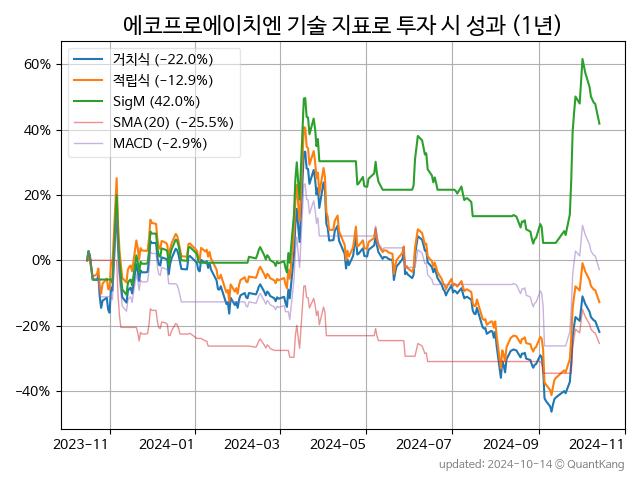 에코프로에이치엔 기술 지표로 투자 시 성과 (1년)
거치식 (−22.0%)
적립식 (−12.9%)
SigM (42.0%)
SMA(20) (−25.5%)
MACD (−2.9%)
60%
40%
20%
0%
−20%
−40%
2023-11 2024-01 2024-03 2024-05 2024-07 2024-09 2024-11
updated: 2024-10-14 © QuantKang